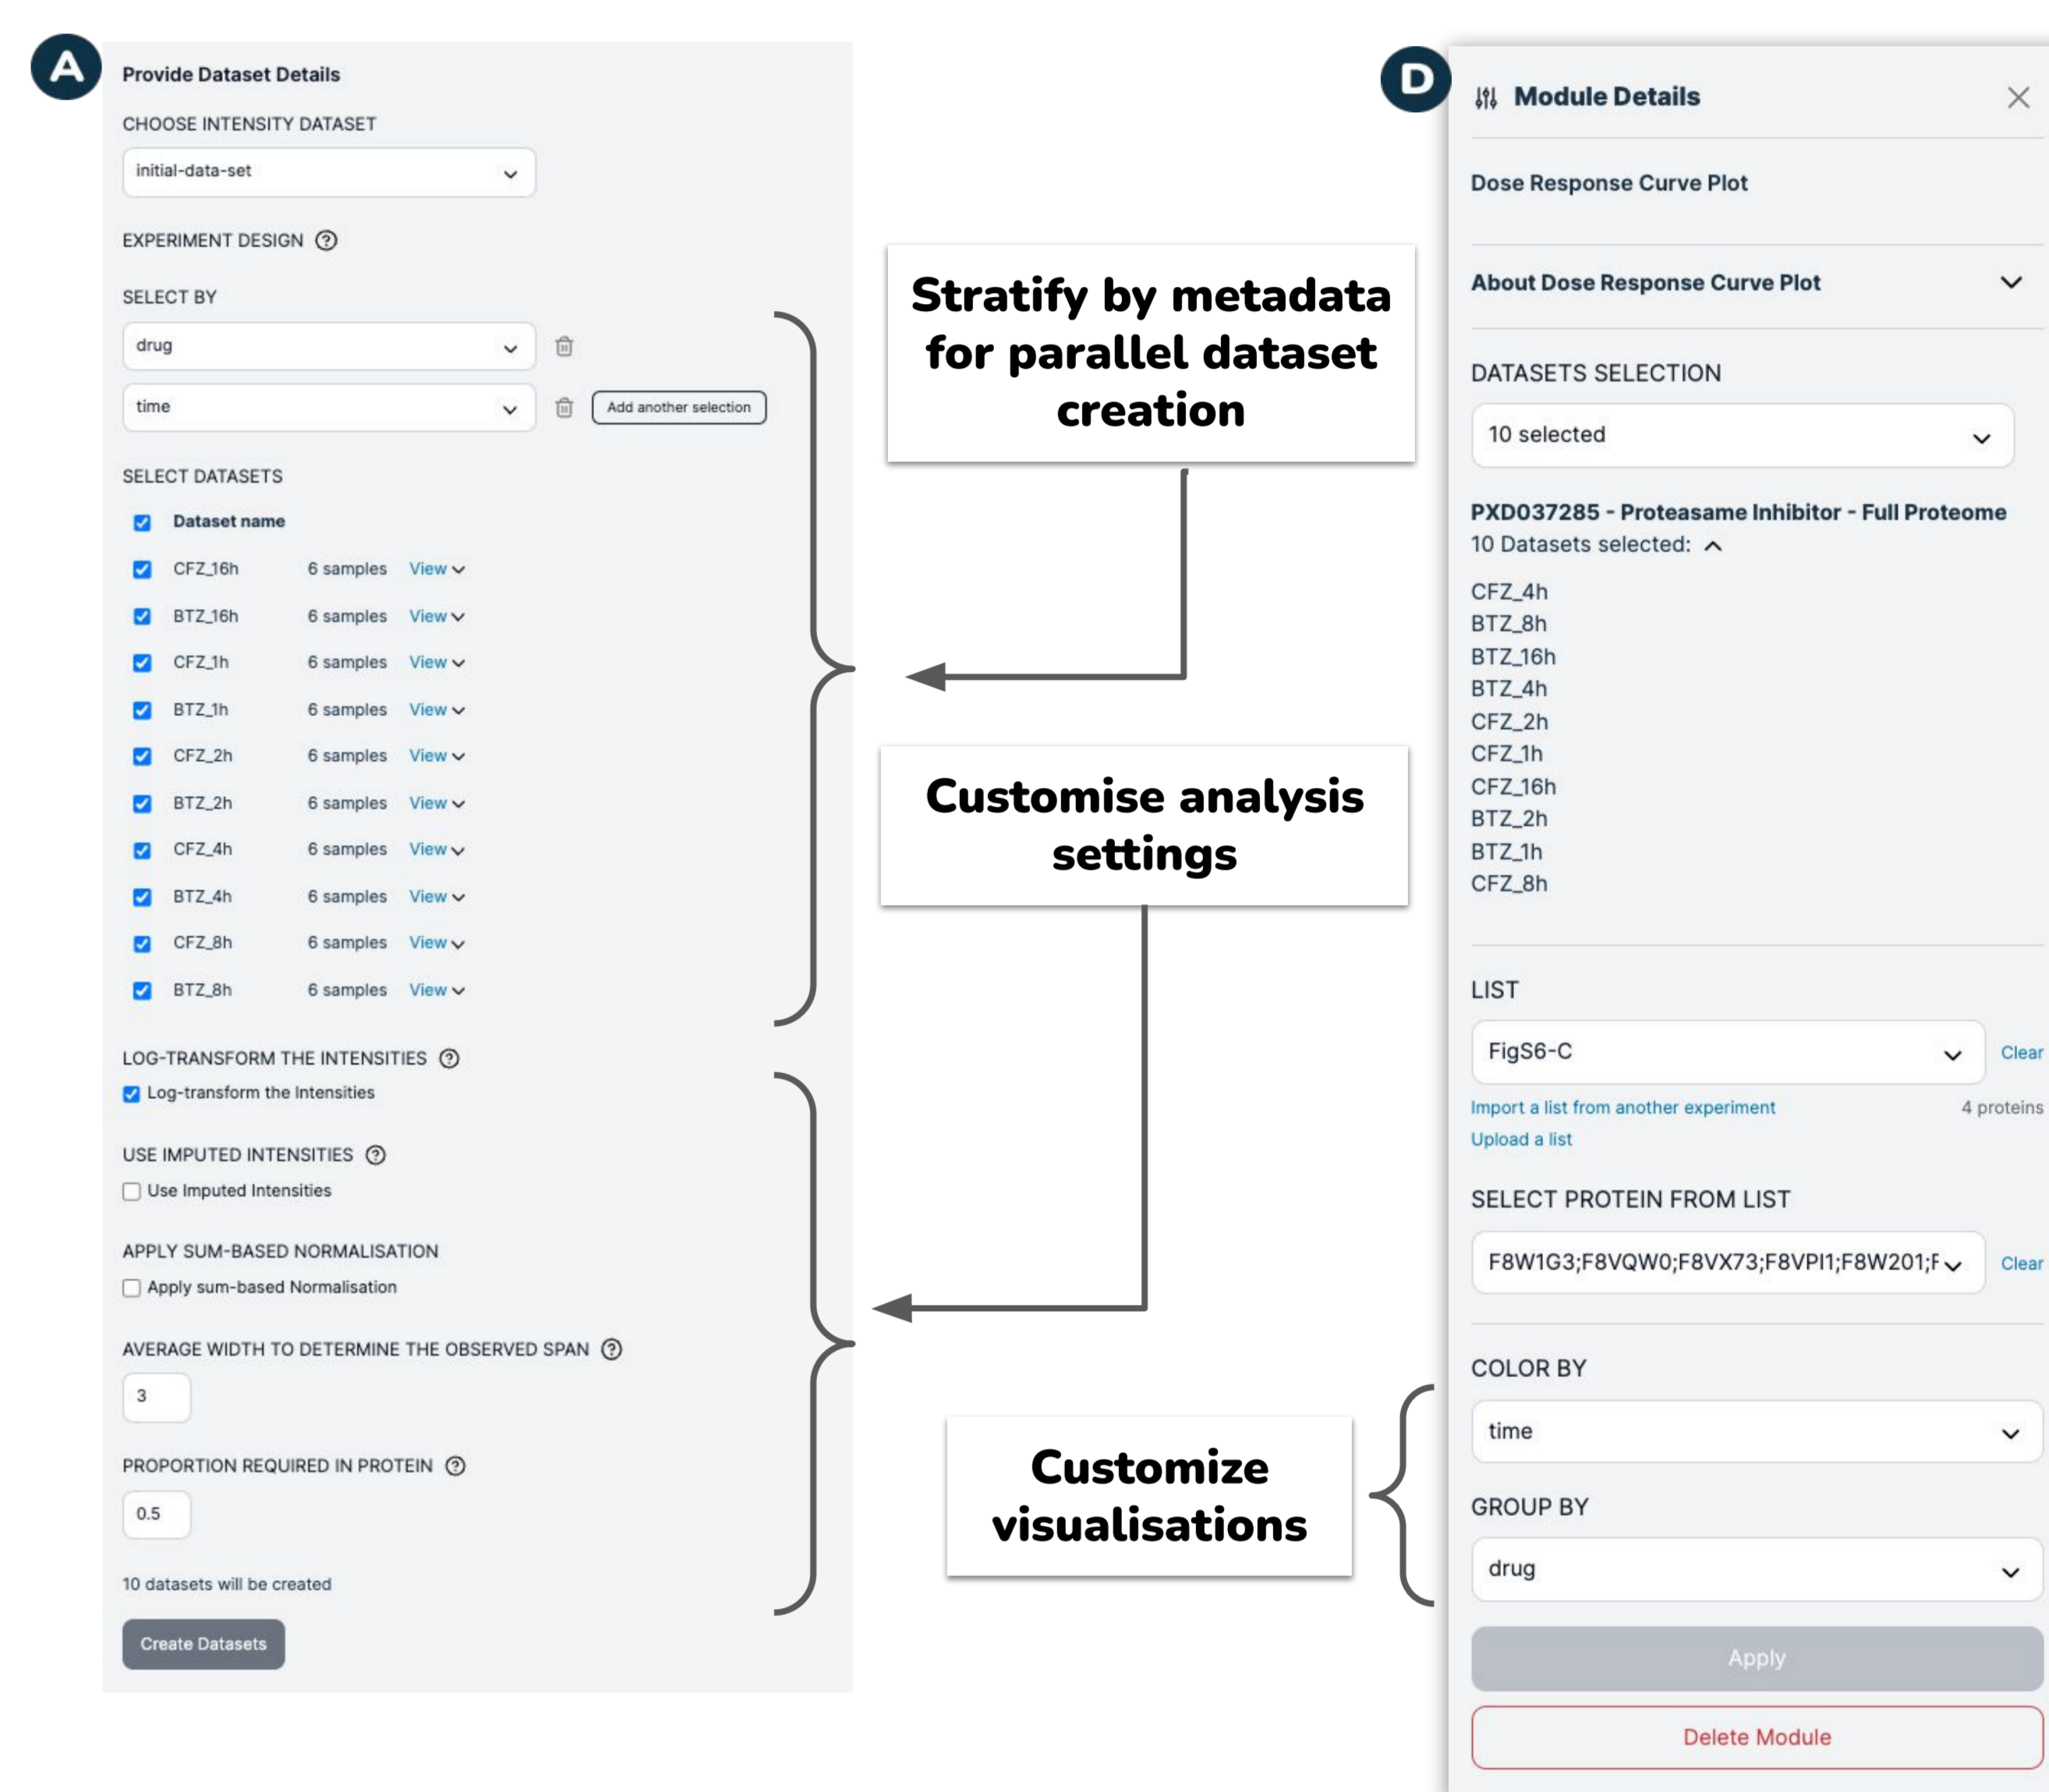 A
Provide Dataset Details
CHOOSE INTENSITY DATASET
initial-data-set
EXPERIMENT DESIGN ?
SELECT BY
drug
time
Add another selection
SELECT DATASETS
Dataset name
CFZ_16h 6 samples View
BTZ_16h 6 samples View
CFZ_1h 6 samples View
BTZ_1h 6 samples View
CFZ_2h 6 samples View
BTZ_2h 6 samples View
CFZ_4h 6 samples View
BTZ_4h 6 samples View
CFZ_8h 6 samples View
BTZ_8h 6 samples View
LOG-TRANSFORM THE INTENSITIES ?
Log-transform the Intensities
USE IMPUTED INTENSITIES ?
Use Imputed Intensities
APPLY SUM-BASED NORMALISATION
Apply sum-based Normalisation
AVERAGE WIDTH TO DETERMINE THE OBSERVED SPAN ?
3
PROPORTION REQUIRED IN PROTEIN ?
0.5
10 datasets will be created
Create Datasets
Stratify by metadata
for parallel dataset
creation
Customise analysis
settings
Customize
visualisations
D
Module Details
Dose Response Curve Plot
About Dose Response Curve Plot
DATASETS SELECTION
10 selected
PXD037285 - Proteasame Inhibitor - Full Proteome
10 Datasets selected:
CFZ_4h
BTZ_8h
BTZ_16h
BTZ_4h
CFZ_2h
CFZ_1h
CFZ_16h
BTZ_2h
BTZ_1h
CFZ_8h
LIST
FigS6-C
Clear
Import a list from another experiment 4 proteins
Upload a list
SELECT PROTEIN FROM LIST
F8W1G3;F8VQW0;F8VX73;F8VPI1;F8W201;F
Clear
COLOR BY
time
GROUP BY
drug
Apply
Delete Module